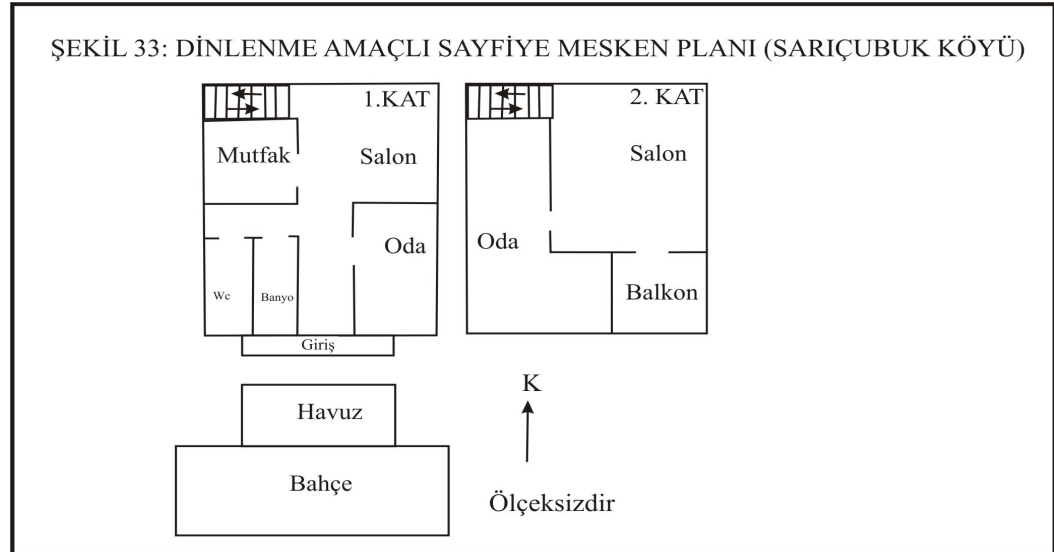 ŞEKİL 33: DİNLENME AMAÇLI SAYFİYE MESKEN PLANI (SARIÇUBUK KÖYÜ)
1.KAT
Mutfak
Salon
Oda
Wc
Banyo
Giriş
Havuz
Bahçe
2. KAT
Salon
Oda
Balkon
K
Ölçeksizdir